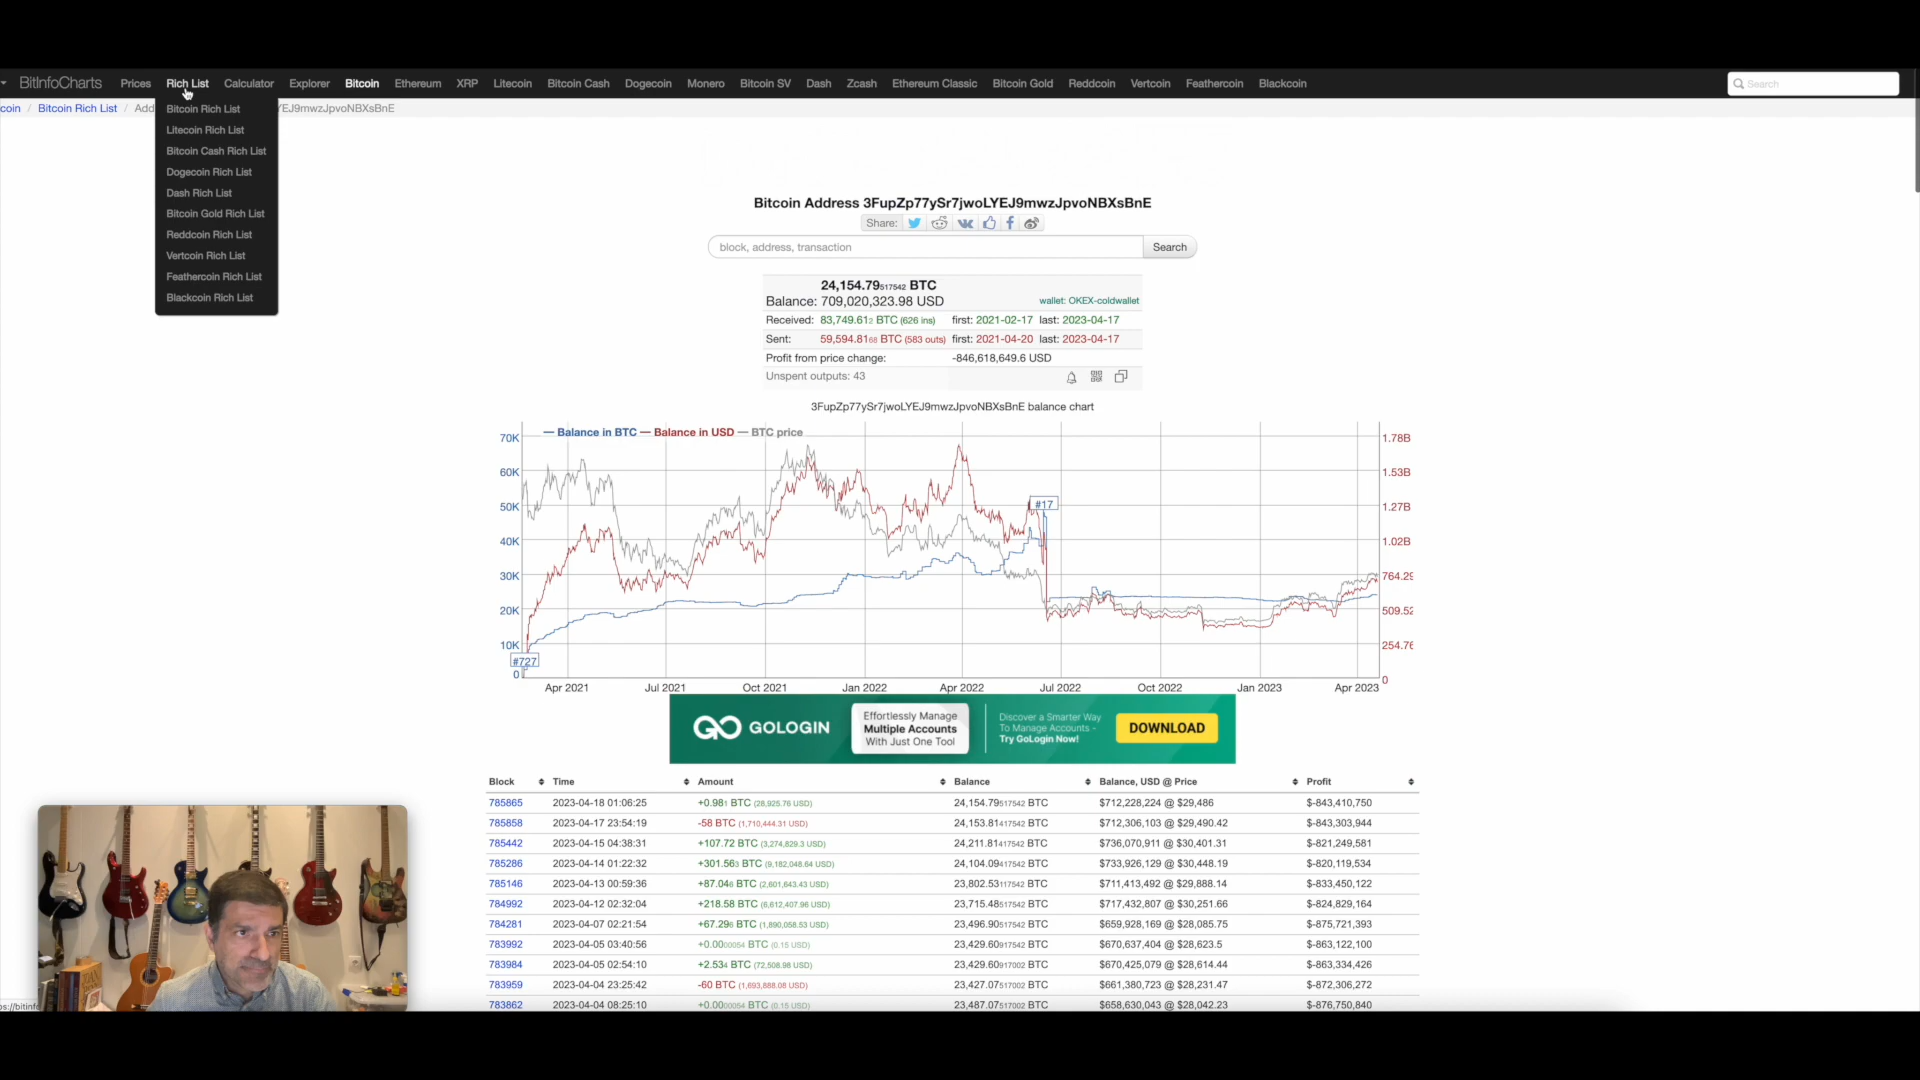 BitInfoCharts Prices Rich List Calculator Explorer Bitcoin Ethereum XRP Litecoin Bitcoin Cash Dogecoin Monero Bitcoin SV Dash Zcash Ethereum Classic Bitcoin Gold Reddcoin Vertcoin Feathercoin Blackcoin Search
coin / Bitcoin Rich List / Add YEJ9mwzJpvoNBXsBnE
Bitcoin Rich List
Litecoin Rich List
Bitcoin Cash Rich List
Dogecoin Rich List
Dash Rich List
Bitcoin Gold Rich List
Reddcoin Rich List
Vertcoin Rich List
Feathercoin Rich List
Blackcoin Rich List
Bitcoin Address 3FupZp77ySr7jwoLYEJ9mwzJpvoNBXsBnE
Share:
block, address, transaction Search
24,154.79517542 BTC
Balance: 709,020,323.98 USD wallet: OKEX-coldwallet
Received: 83,749.612 BTC (626 ins) first: 2021-02-17 last: 2023-04-17
Sent: 59,594.8168 BTC (583 outs) first: 2021-04-20 last: 2023-04-17
Profit from price change: -846,618,649.6 USD
Unspent outputs: 43
3FupZp77ySr7jwoLYEJ9mwzJpvoNBXsBnE balance chart
— Balance in BTC — Balance in USD — BTC price
70K 1.78B
60K 1.53B
50K #17 1.27B
40K 1.02B
30K 764.29
20K 509.52
10K 254.76
#727
0 0
Apr 2021 Jul 2021 Oct 2021 Jan 2022 Apr 2022 Jul 2022 Oct 2022 Jan 2023 Apr 2023
GOLOGIN
Effortlessly Manage
Multiple Accounts
With Just One Tool
Discover a Smarter Way
To Manage Accounts -
Try GoLogin Now!
DOWNLOAD
Block Time Amount Balance Balance, USD @ Price Profit
785865 2023-04-18 01:06:25 +0.981 BTC (28,925.76 USD) 24,154.79517542 BTC $712,228,224 @ $29,486 $-843,410,750
785858 2023-04-17 23:54:19 -58 BTC (1,710,444.31 USD) 24,153.81417542 BTC $712,306,103 @ $29,490.42 $-843,303,944
785442 2023-04-15 04:38:31 +107.72 BTC (3,274,829.3 USD) 24,211.81417542 BTC $736,070,911 @ $30,401.31 $-821,249,581
785286 2023-04-14 01:22:32 +301.563 BTC (9,182,048.64 USD) 24,104.09417542 BTC $733,926,129 @ $30,448.19 $-820,119,534
785146 2023-04-13 00:59:36 +87.048 BTC (2,601,643.43 USD) 23,802.53117542 BTC $711,413,492 @ $29,888.14 $-833,450,122
784992 2023-04-12 02:32:04 +218.58 BTC (6,612,407.96 USD) 23,715.48517542 BTC $717,432,807 @ $30,251.66 $-824,829,164
784281 2023-04-07 02:21:54 +67.296 BTC (1,890,058.53 USD) 23,496.90517542 BTC $659,928,169 @ $28,085.75 $-875,721,393
783992 2023-04-05 03:40:56 +0.0000054 BTC (0.15 USD) 23,429.60917542 BTC $670,637,404 @ $28,623.5 $-863,122,100
783984 2023-04-05 02:54:10 +2.534 BTC (72,508.98 USD) 23,429.60917002 BTC $670,425,079 @ $28,614.44 $-863,334,426
783959 2023-04-04 23:25:42 -60 BTC (1,693,888.08 USD) 23,427.07517002 BTC $661,380,723 @ $28,231.47 $-872,306,272
783862 2023-04-04 08:25:10 +0.0000054 BTC (0.15 USD) 23,487.07517002 BTC $658,630,043 @ $28,042.23 $-876,750,840